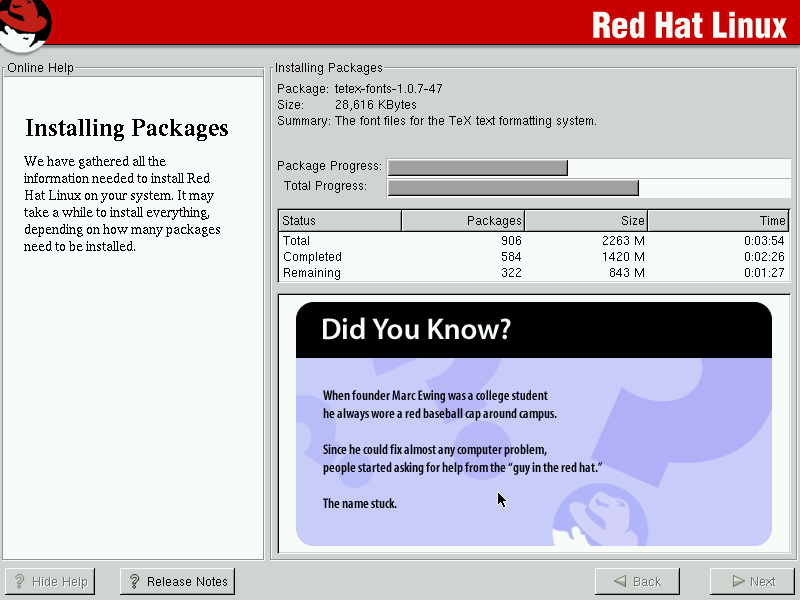 Red Hat Linux
Online Help
Installing Packages
We have gathered all the
information needed to install Red
Hat Linux on your system. It may
take a while to install everything,
depending on how many packages
need to be installed.
Installing Packages
Package: tetex-fonts-1.0.7-47
Size: 28,616 KBytes
Summary: The font files for the TeX text formatting system.
Package Progress:
Total Progress:
Status Packages Size Time
Total 906 2263 M 0:03:54
Completed 584 1420 M 0:02:26
Remaining 322 843 M 0:01:27
Did You Know?
When founder Marc Ewing was a college student
he always wore a red baseball cap around campus.
Since he could fix almost any computer problem,
people started asking for help from the “guy in the red hat.”
The name stuck.
? Hide Help
? Release Notes
Back
Next